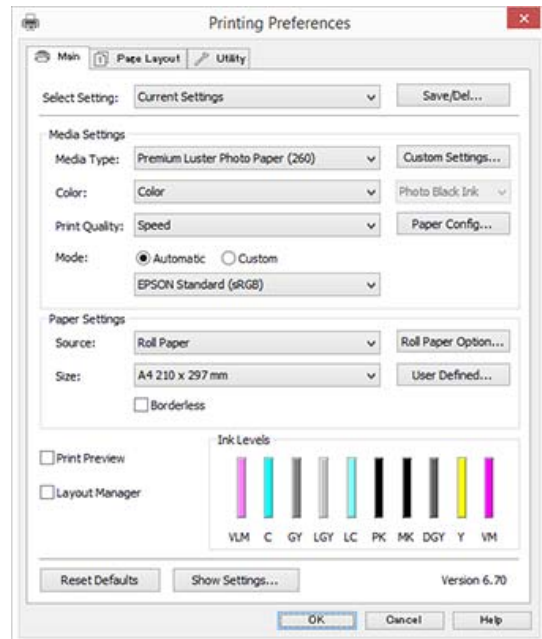 Printing Preferences
Main Page Layout Utility
Select Setting: Current Settings Save/Del...
Media Settings
Media Type: Premium Luster Photo Paper (260) Custom Settings...
Color: Color Photo Black Ink
Print Quality: Speed Paper Config...
Mode: Automatic Custom
EPSON Standard (sRGB)
Paper Settings
Source: Roll Paper Roll Paper Option...
Size: A4 210 x 297 mm User Defined...
Borderless
Ink Levels
Print Preview
Layout Manager
VLM C GY LGY LC PK MK DGY Y VM
Reset Defaults Show Settings... Version 6.70
OK Cancel Help